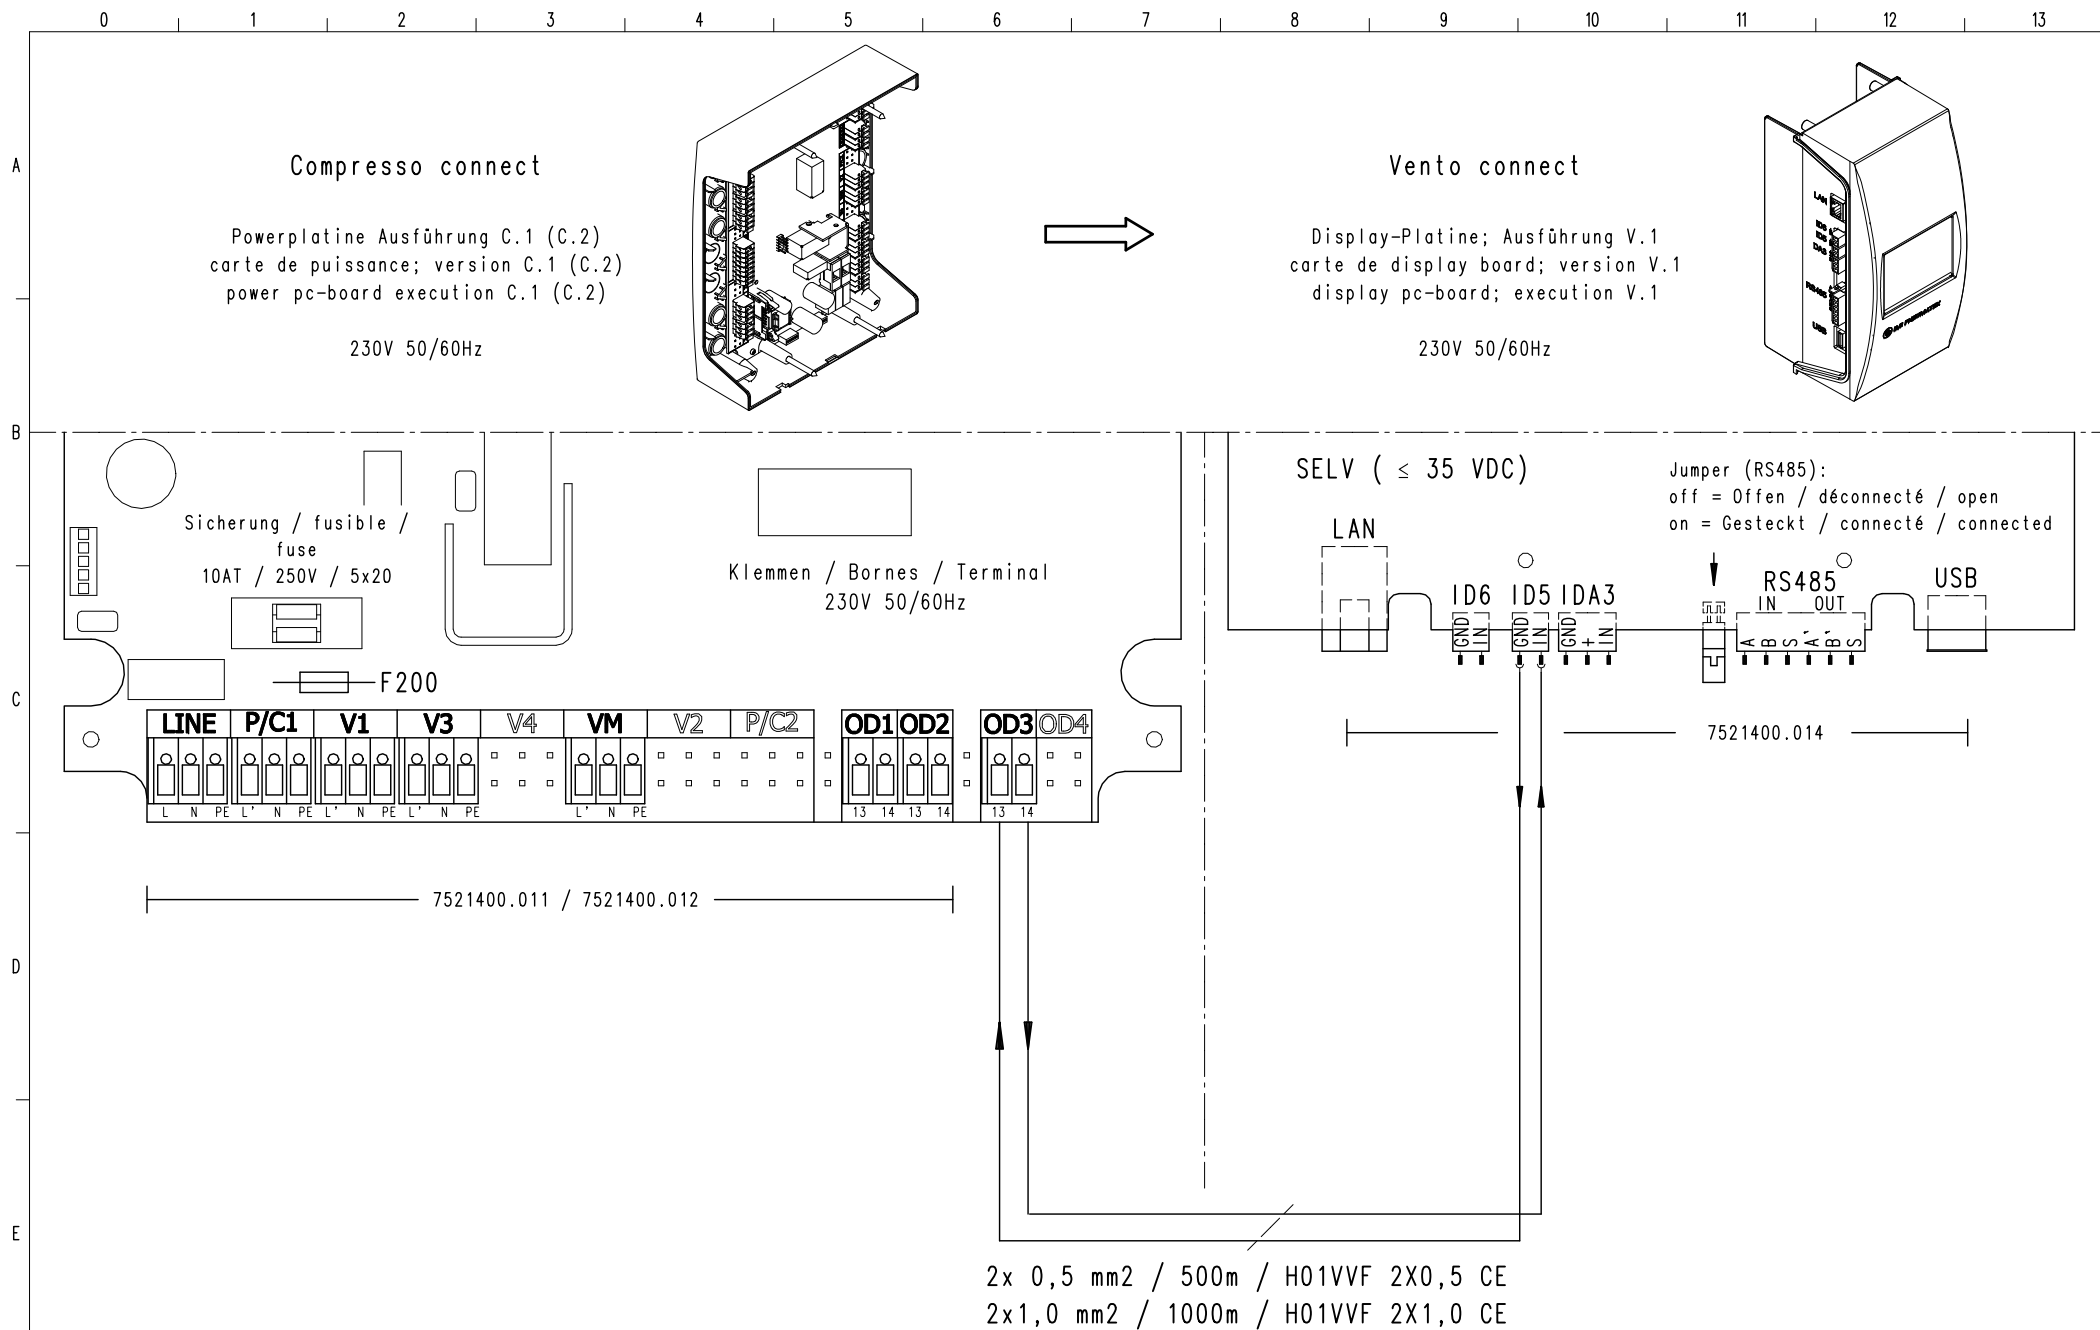 0 1 2 3 4 5 6 7 8 9 10 11 12 13
A
Compresso connect
Powerplatine Ausführung C.1 (C.2)
carte de puissance; version C.1 (C.2)
power pc-board execution C.1 (C.2)
230V 50/60Hz
Vento connect
Display-Platine; Ausführung V.1
carte de display board; version V.1
display pc-board; execution V.1
230V 50/60Hz
LAN
ID6
ID5
RS485
USB
B
Sicherung / fusible /
fuse
10AT / 250V / 5x20
Klemmen / Bornes / Terminal
230V 50/60Hz
F200
SELV ( ≤ 35 VDC)
Jumper (RS485):
off = Offen / déconnecté / open
on = Gesteckt / connecté / connected
LAN
ID6 ID5 IDA3
RS485
IN OUT
USB
GND IN GND IN GND + IN
A B S A' B' S
C
LINE P/C1 V1 V3 V4 VM V2 P/C2 OD1 OD2 OD3 OD4
L N PE L' N PE L' N PE L' N PE L' N PE 13 14 13 14 13 14
7521400.014
7521400.011 / 7521400.012
D
E
2x 0,5 mm2 / 500m / H01VVF 2X0,5 CE
2x1,0 mm2 / 1000m / H01VVF 2X1,0 CE